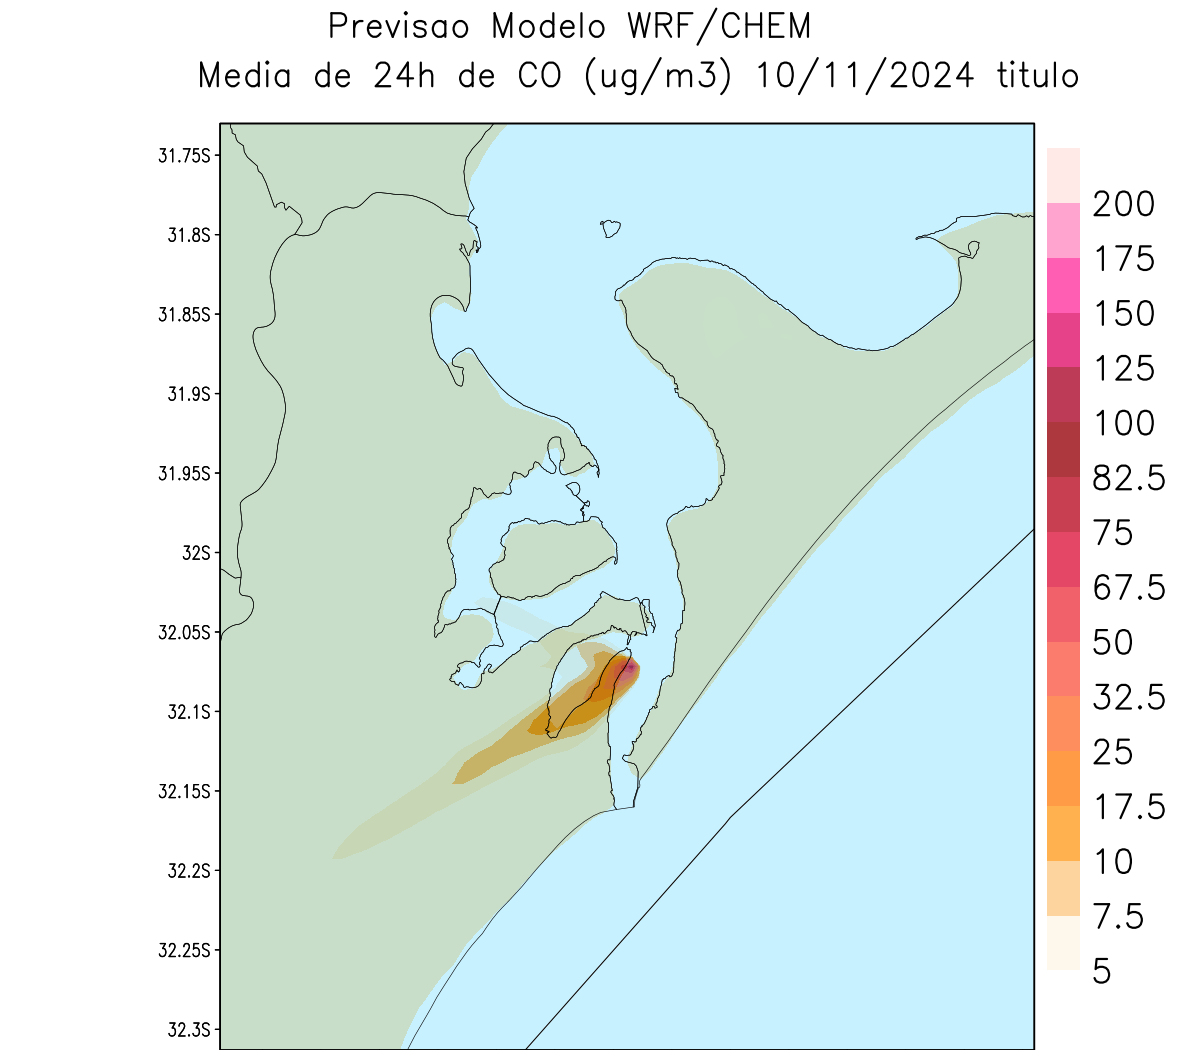 Previsao Modelo WRF/CHEM
Media de 24h de CO (ug/m3) 10/11/2024 titulo
31.75S
31.8S
31.85S
31.9S
31.95S
32S
32.05S
32.1S
32.15S
32.2S
32.25S
32.3S
200
175
150
125
100
82.5
75
67.5
50
32.5
25
17.5
10
7.5
5